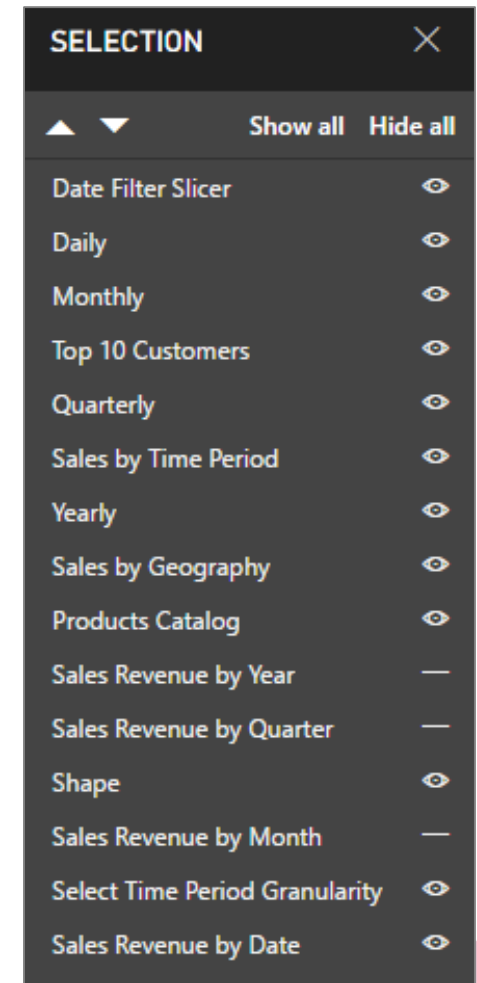 SELECTION
Show all Hide all
Date Filter Slicer
Daily
Monthly
Top 10 Customers
Quarterly
Sales by Time Period
Yearly
Sales by Geography
Products Catalog
Sales Revenue by Year
Sales Revenue by Quarter
Shape
Sales Revenue by Month
Select Time Period Granularity
Sales Revenue by Date